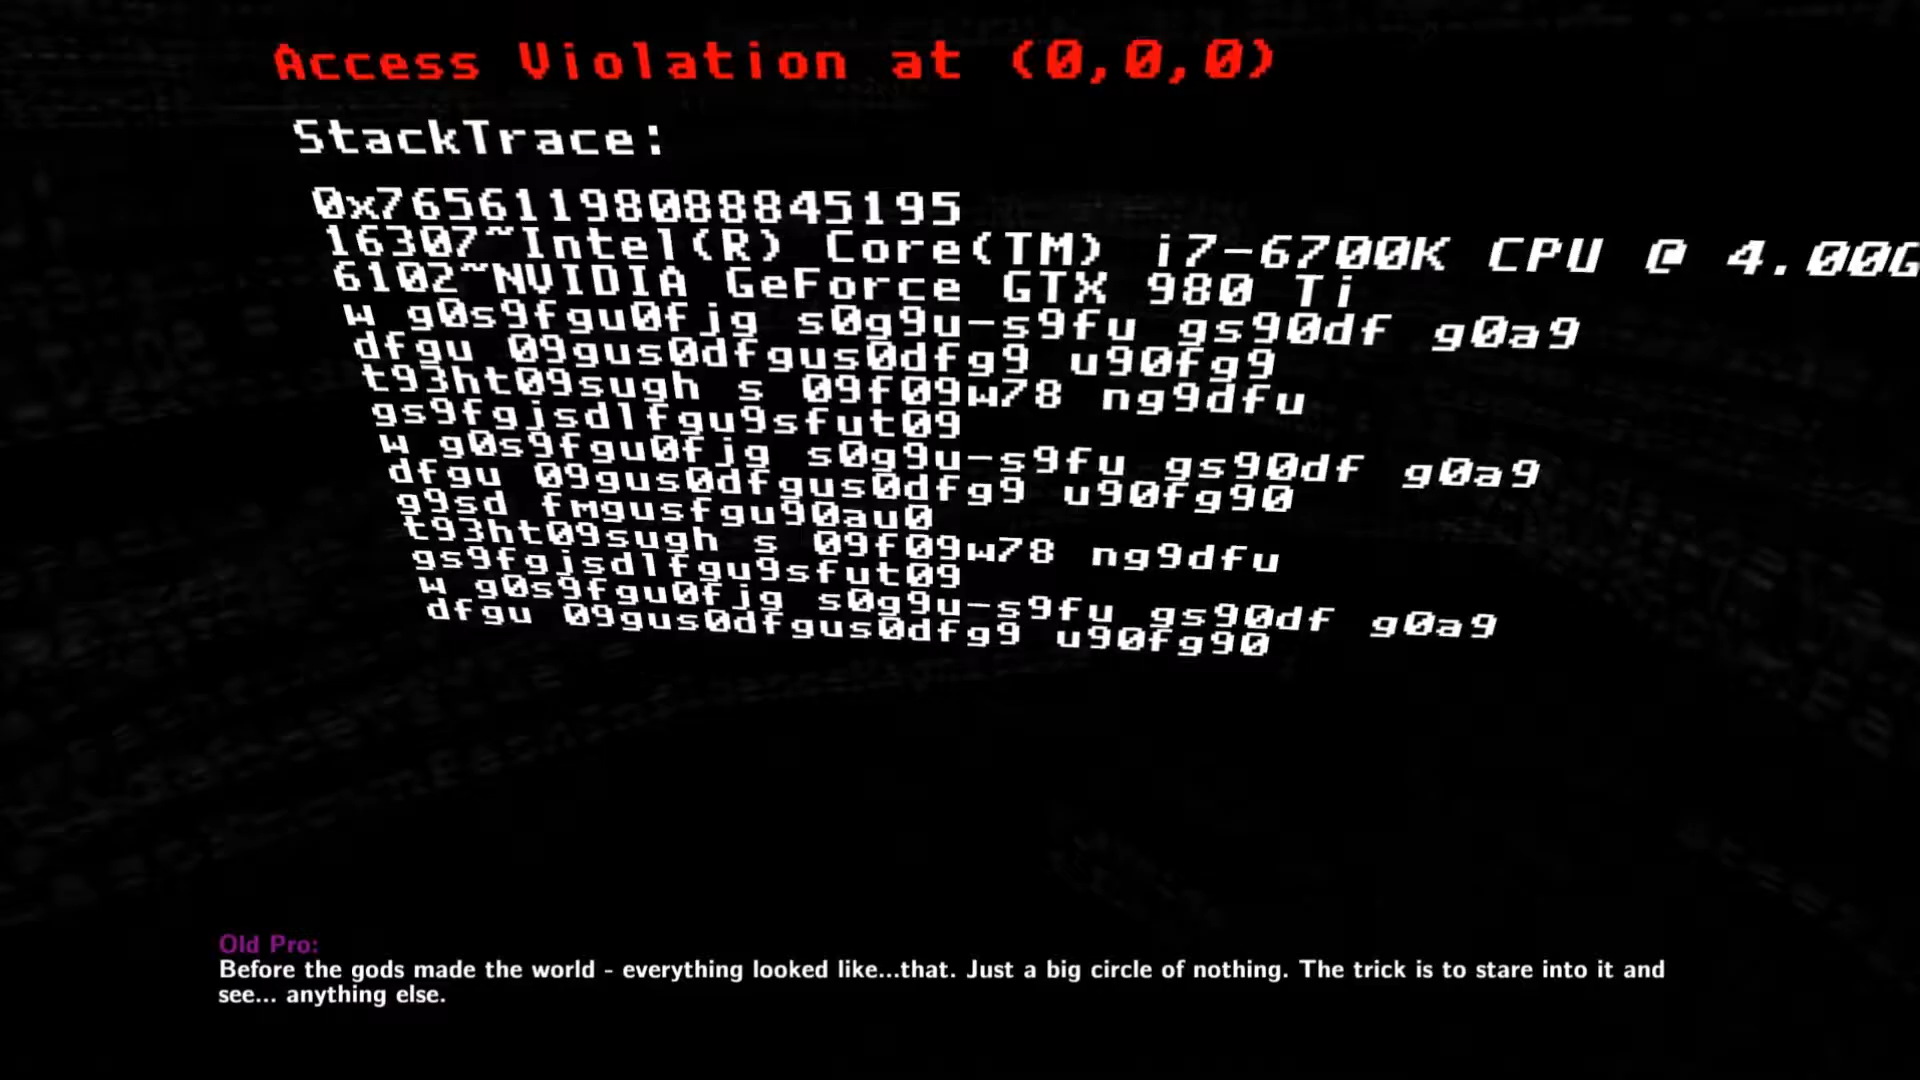 Access Violation at (0,0,0)
StackTrace:
0x76561198088845195
16307~Intel(R) Core(TM) i7-6700K CPU @ 4.00G
6102~NVIDIA GeForce GTX 980 Ti
w g0s9fgu0fjg s0g9u-s9fu gs90df g0a9
dfgu 09gus0dfgus0dfg9 u90fg9
t93ht09sugh s 09f09w78 ng9dfu
gs9fgjsdlfgu9sfut09
w g0s9fgu0fjg s0g9u-s9fu gs90df g0a9
dfgu 09gus0dfgus0dfg9 u90fg90
g9sd fmgusfgu90au0
t93ht09sugh s 09f09w78 ng9dfu
gs9fgjsdlfgu9sfut09
w g0s9fgu0fjg s0g9u-s9fu gs90df g0a9
dfgu 09gus0dfgus0dfg9 u90fg90
Old Pro:
Before the gods made the world - everything looked like...that. Just a big circle of nothing. The trick is to stare into it and
see... anything else.